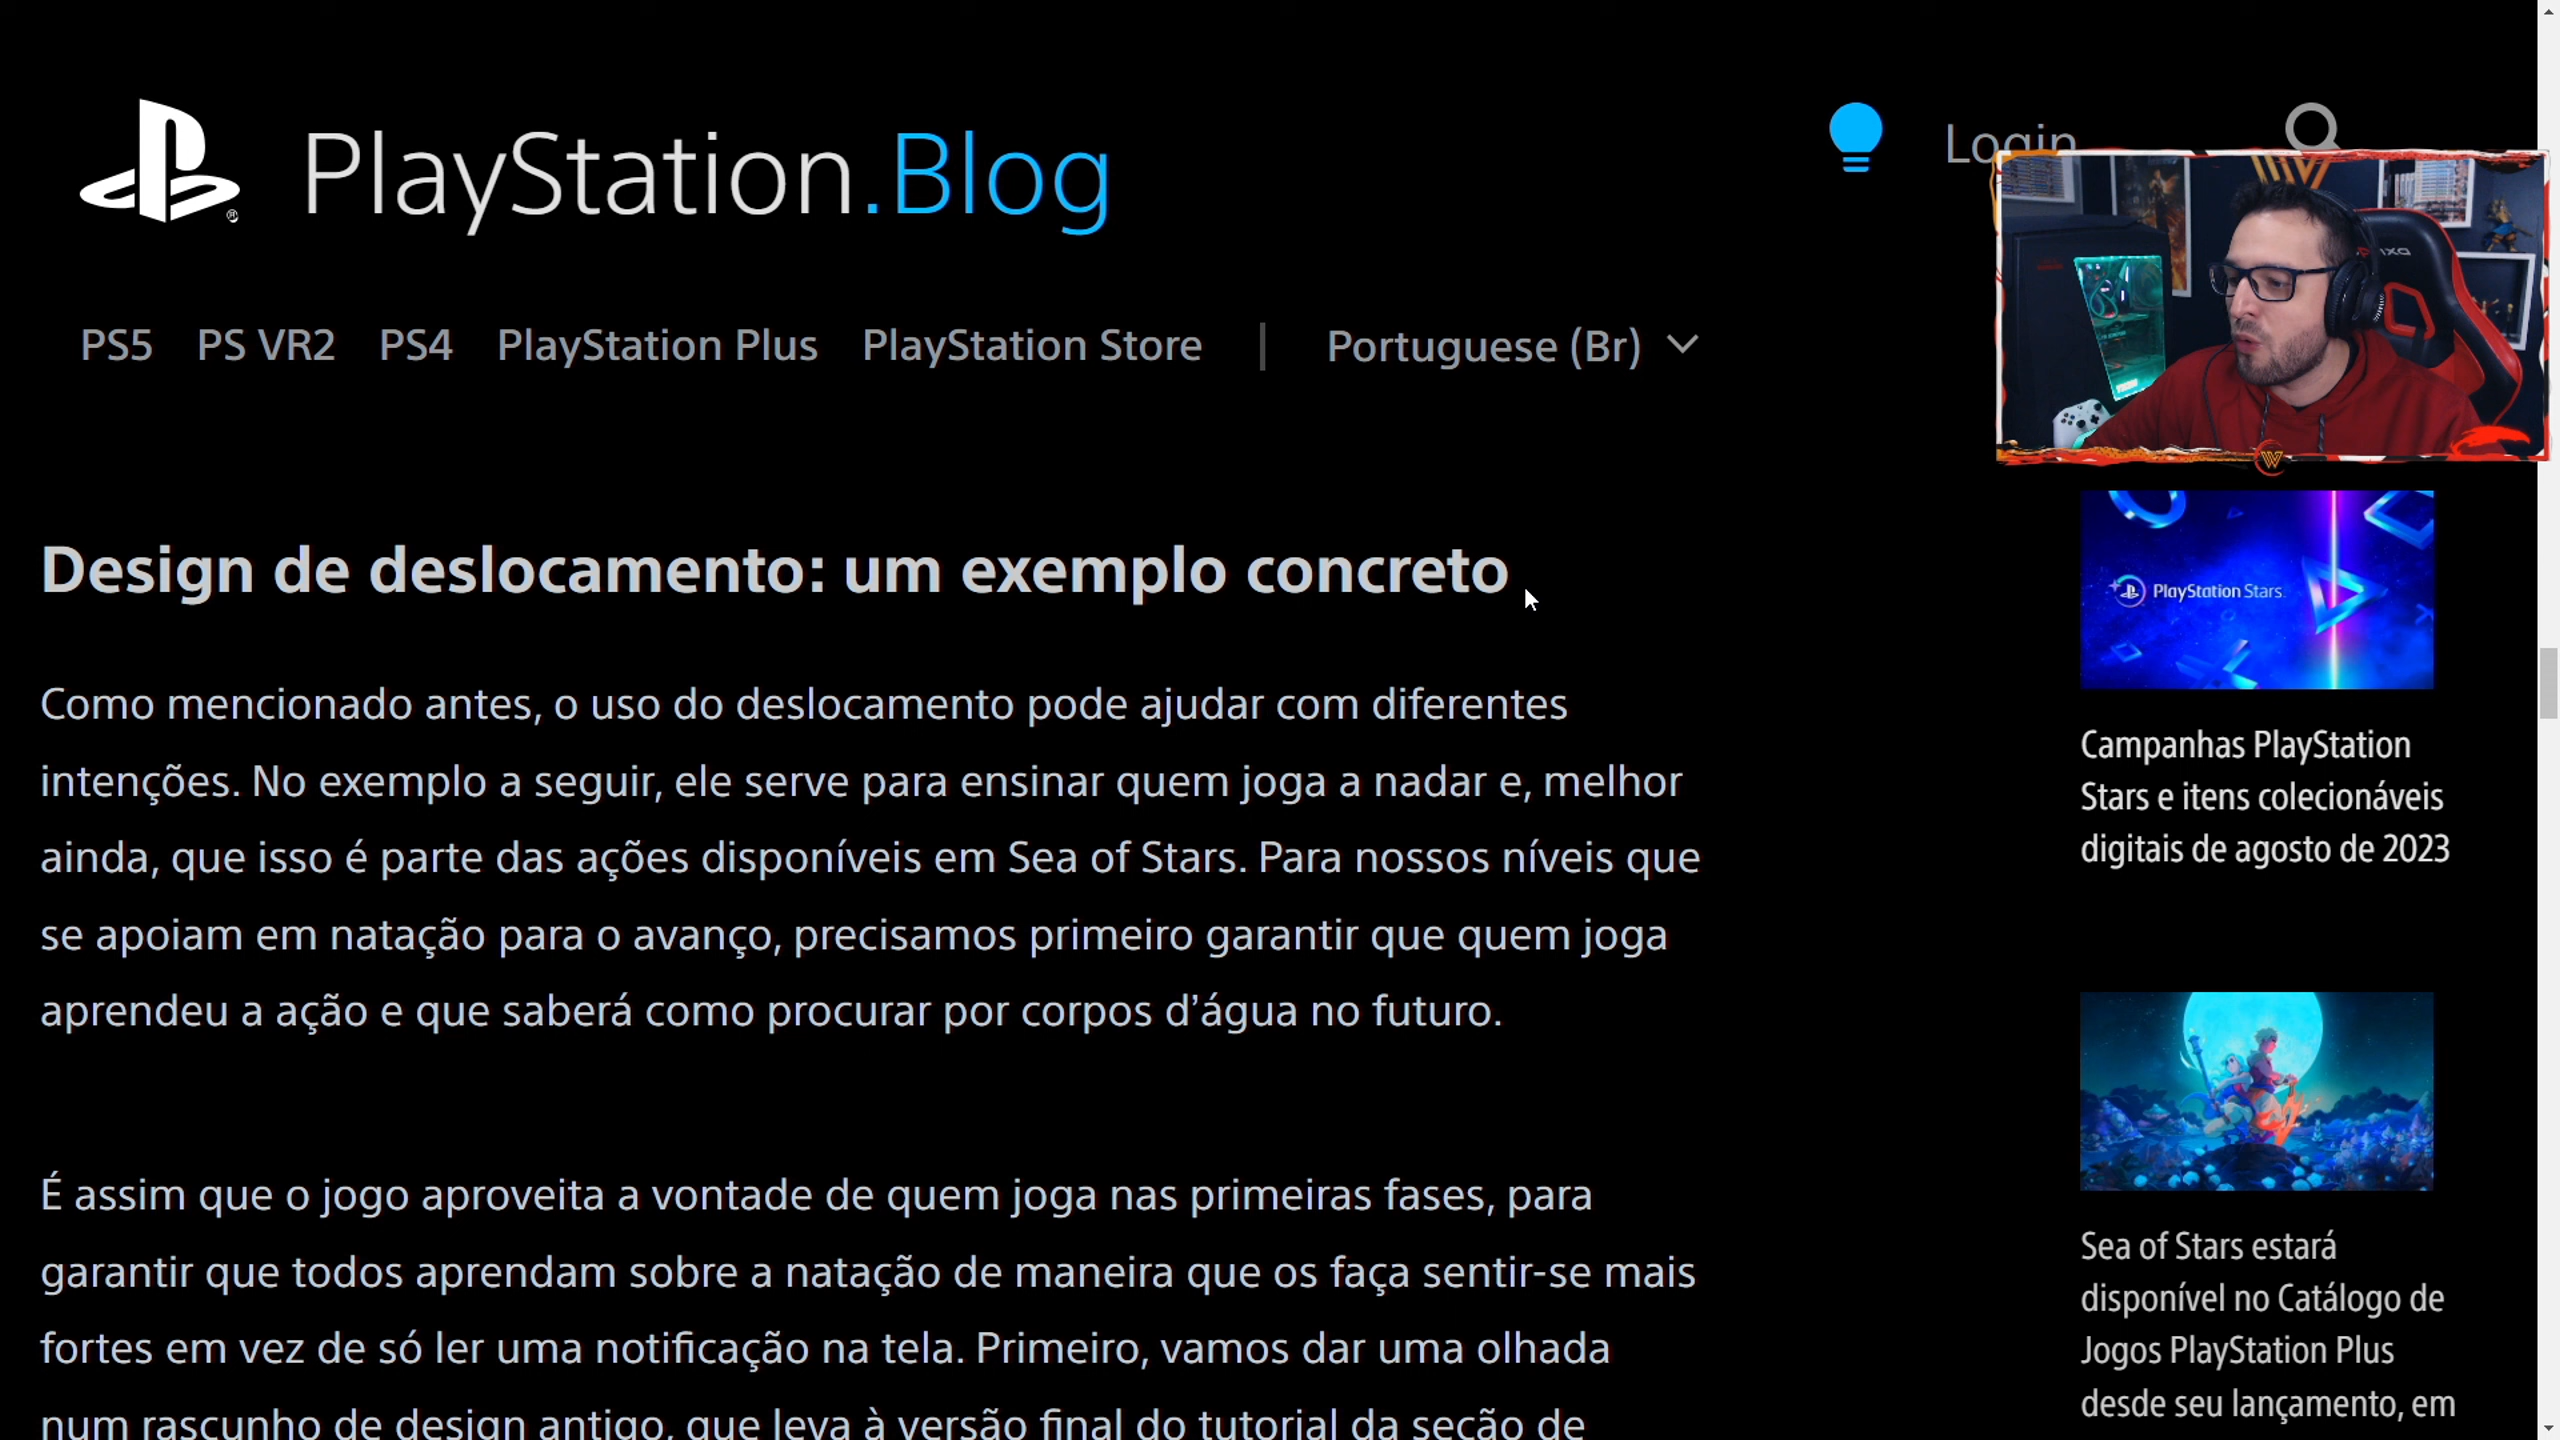 PlayStation.Blog
Login
PS5 PS VR2 PS4 PlayStation Plus PlayStation Store | Portuguese (Br)
Design de deslocamento: um exemplo concreto
Como mencionado antes, o uso do deslocamento pode ajudar com diferentes
intenções. No exemplo a seguir, ele serve para ensinar quem joga a nadar e, melhor
ainda, que isso é parte das ações disponíveis em Sea of Stars. Para nossos níveis que
se apoiam em natação para o avanço, precisamos primeiro garantir que quem joga
aprendeu a ação e que saberá como procurar por corpos d’água no futuro.
É assim que o jogo aproveita a vontade de quem joga nas primeiras fases, para
garantir que todos aprendam sobre a natação de maneira que os faça sentir-se mais
fortes em vez de só ler uma notificação na tela. Primeiro, vamos dar uma olhada
num rascunho de design antigo, que leva à versão final do tutorial da seção de
PlayStation Stars.
Campanhas PlayStation
Stars e itens colecionáveis
digitais de agosto de 2023
Sea of Stars estará
disponível no Catálogo de
Jogos PlayStation Plus
desde seu lançamento, em